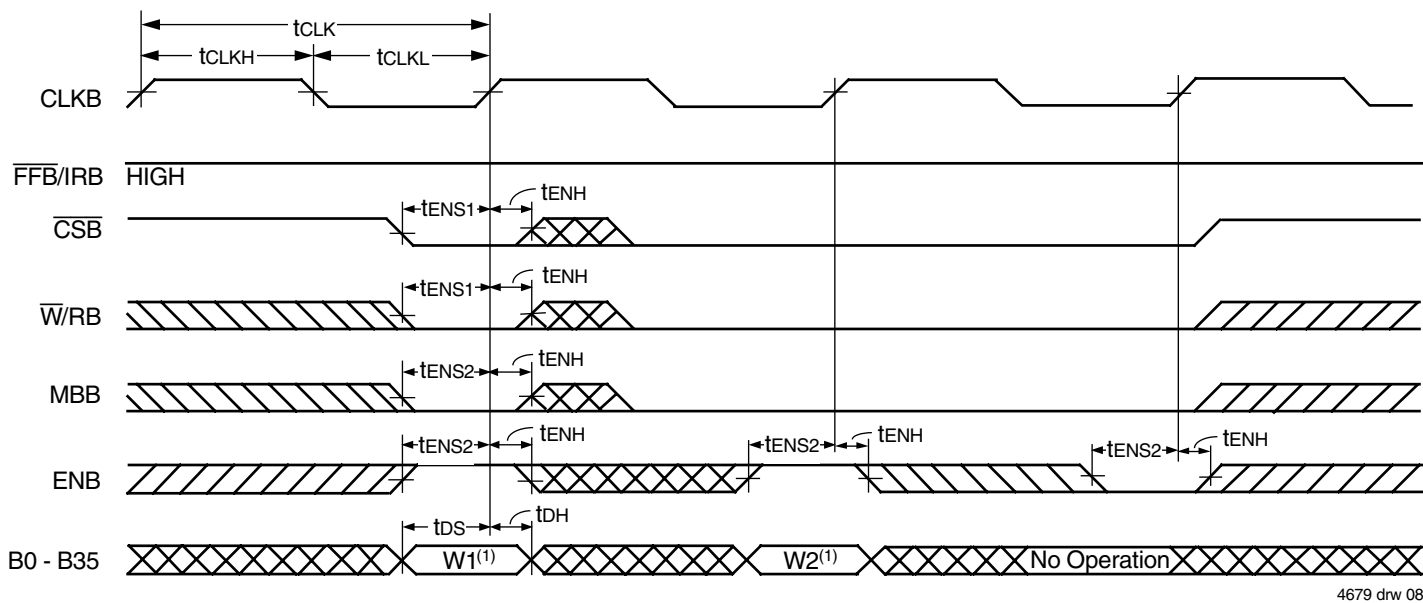 tCLK
tCLKH tCLKL
CLKB
FFB/IRB HIGH
tENS1 tENH
CSB
tENS1 tENH
W/RB
tENS2 tENH
MBB
tENS2 tENH tENS2 tENH tENS2 tENH
ENB
tDS tDH
B0 - B35 W1(1) W2(1) No Operation
4679 drw 08